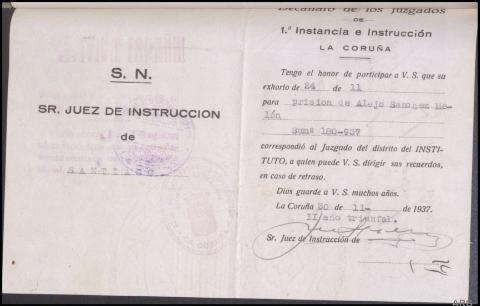 S. N.
SR. JUEZ DE INSTRUCCION
de
SANTIAGO
Decanato de los Juzgados
DE
1.ª Instancia e Instrucción
LA CORUÑA
Tengo el honor de participar a V. S. que su
exhorto de 24 de 11
para prision de Alejo Sanchez Me-
lón
Sumº 180-937
correspondió al Juzgado del distrito del INSTI-
TUTO, a quien puede V. S. dirigir sus recuerdos,
en caso de retraso.
Dios guarde a V. S. muchos años.
La Coruña 30 de 11- de 1937.
II año triunfal.
Sr. Juez de Instrucción de